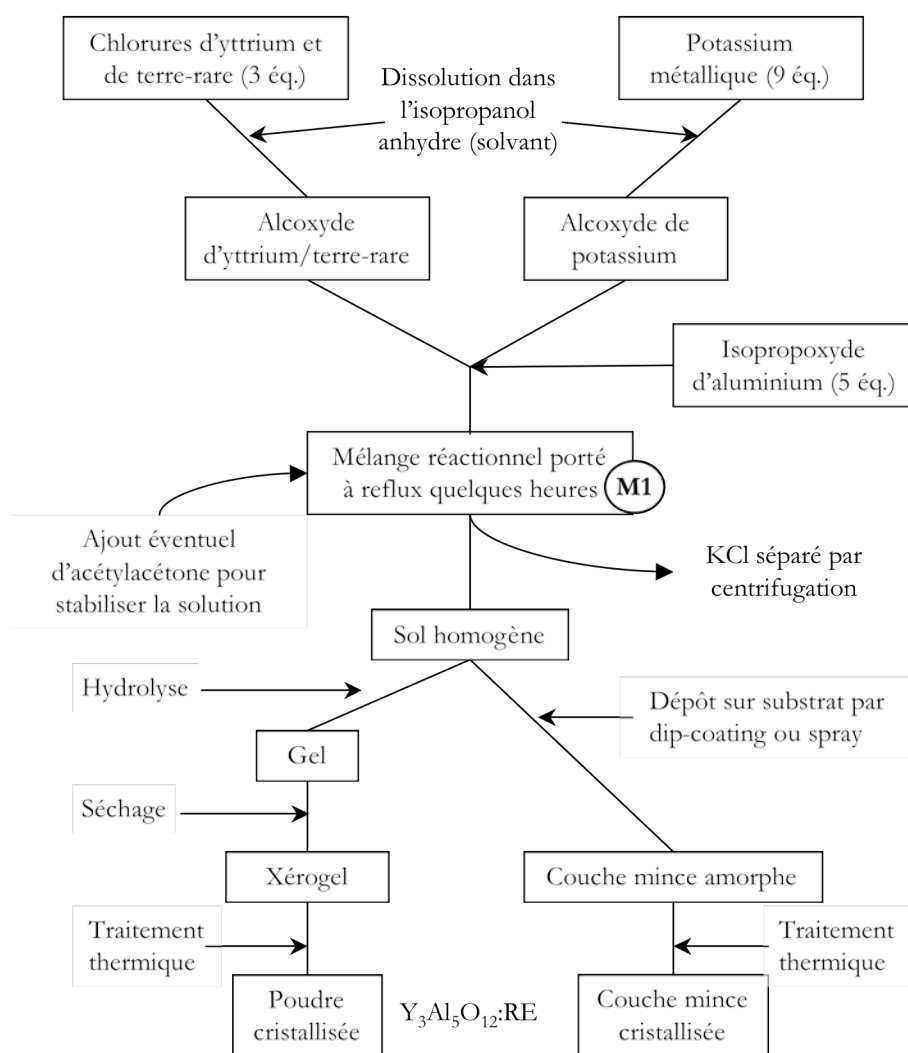 Chlorures d'yttrium et
de terre-rare (3 éq.)
Potassium
métallique (9 éq.)
Dissolution dans
l'isopropanol
anhydre (solvant)
Alcoxyde
d'yttrium/terre-rare
Alcoxyde de
potassium
Isopropoxyde
d'aluminium (5 éq.)
Mélange réactionnel porté
à reflux quelques heures
M1
Ajout éventuel
d'acétylacétone pour
stabiliser la solution
KCl séparé par
centrifugation
Sol homogène
Hydrolyse
Dépôt sur substrat par
dip-coating ou spray
Gel
Séchage
Xérogel
Couche mince amorphe
Traitement
thermique
Traitement
thermique
Poudre
cristallisée
Y₃Al₅O₁₂:RE
Couche mince
cristallisée